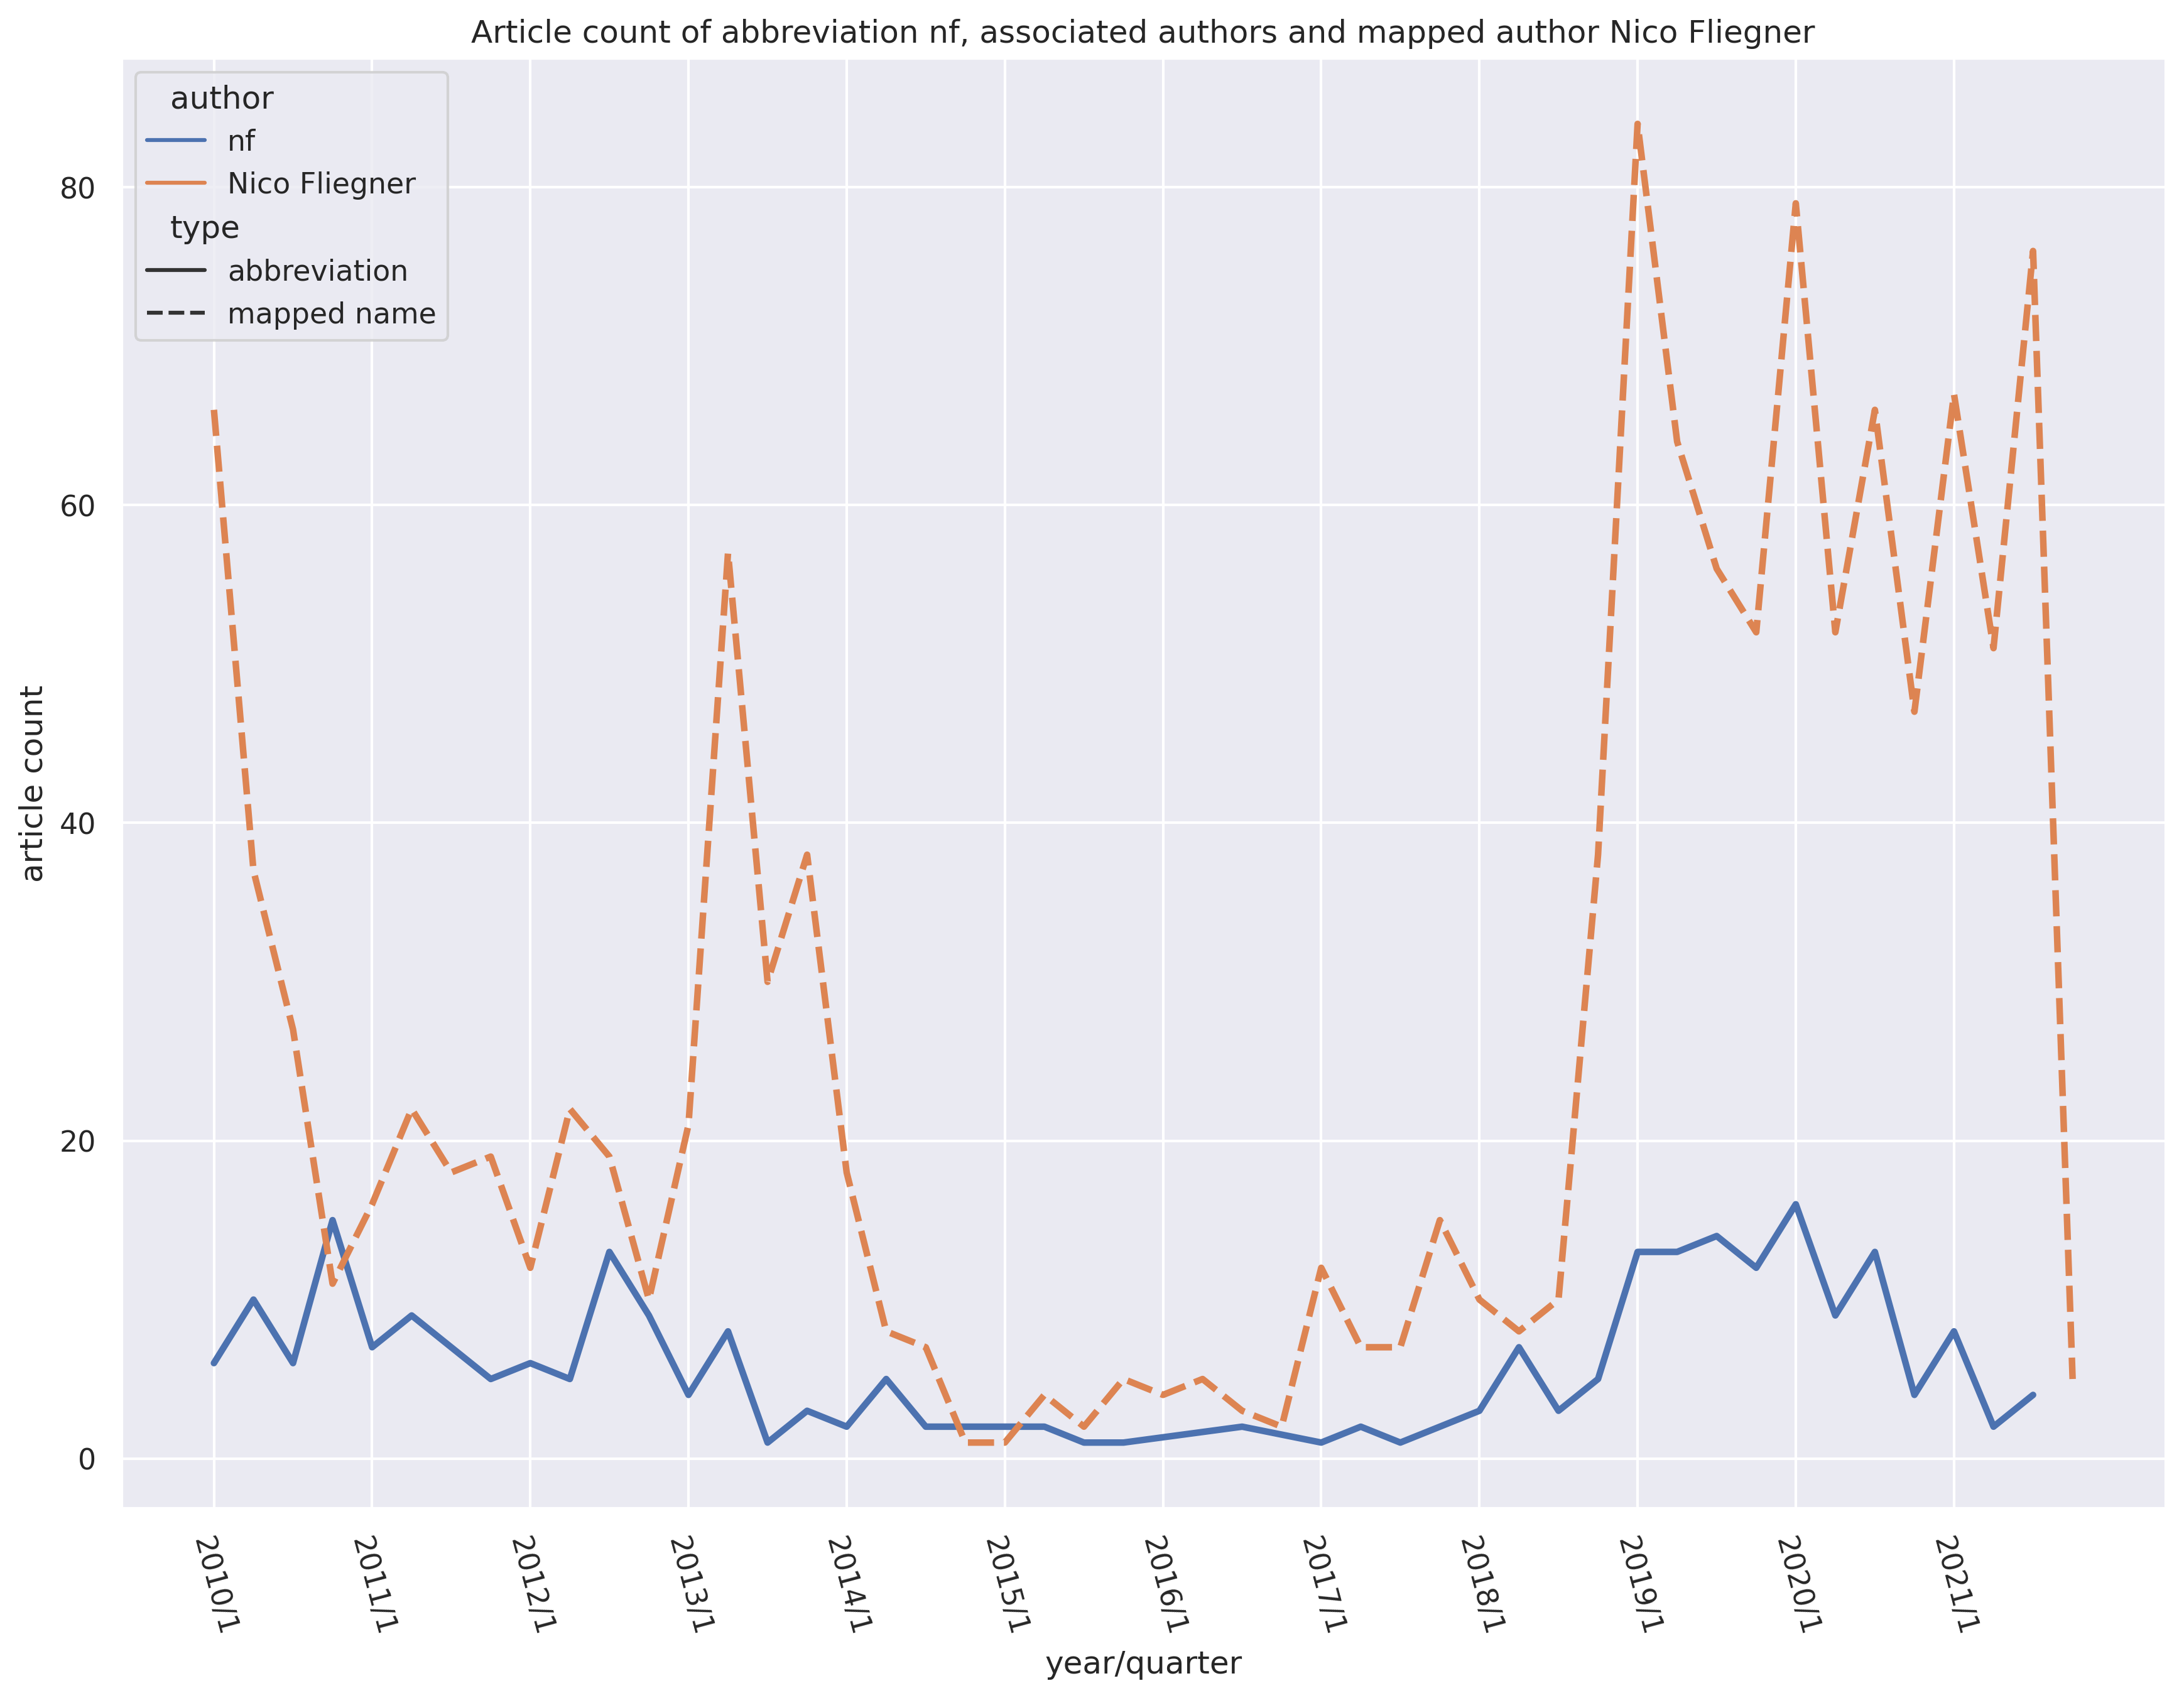 Article count of abbreviation nf, associated authors and mapped author Nico Fliegner
author
nf
Nico Fliegner
type
abbreviation
mapped name
article count
80
60
40
20
0
2010/1
2011/1
2012/1
2013/1
2014/1
2015/1
2016/1
2017/1
2018/1
2019/1
2020/1
2021/1
year/quarter